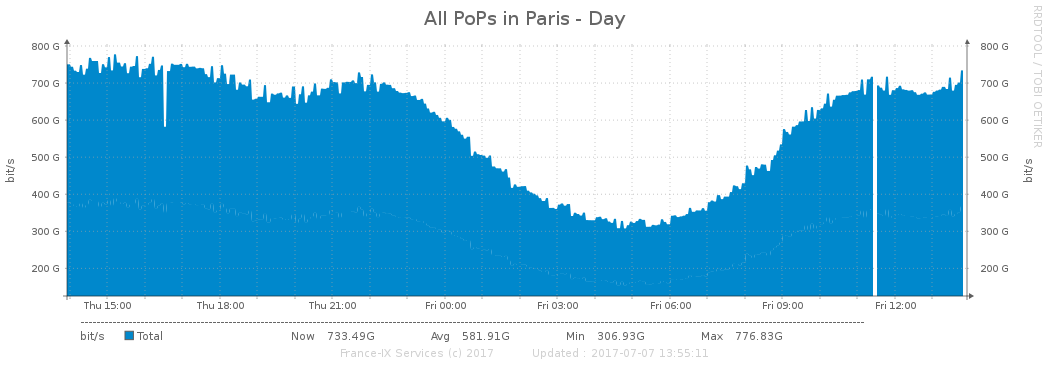 All PoPs in Paris - Day
RRDTOOL / TOBI OETIKER
bit/s
800 G 800 G
700 G 700 G
600 G 600 G
500 G 500 G
400 G 400 G
300 G 300 G
200 G 200 G
bit/s
Thu 15:00 Thu 18:00 Thu 21:00 Fri 00:00 Fri 03:00 Fri 06:00 Fri 09:00 Fri 12:00
bit/s Total Now 733.49G Avg 581.91G Min 306.93G Max 776.83G
France-IX Services (c) 2017 Updated : 2017-07-07 13:55:11